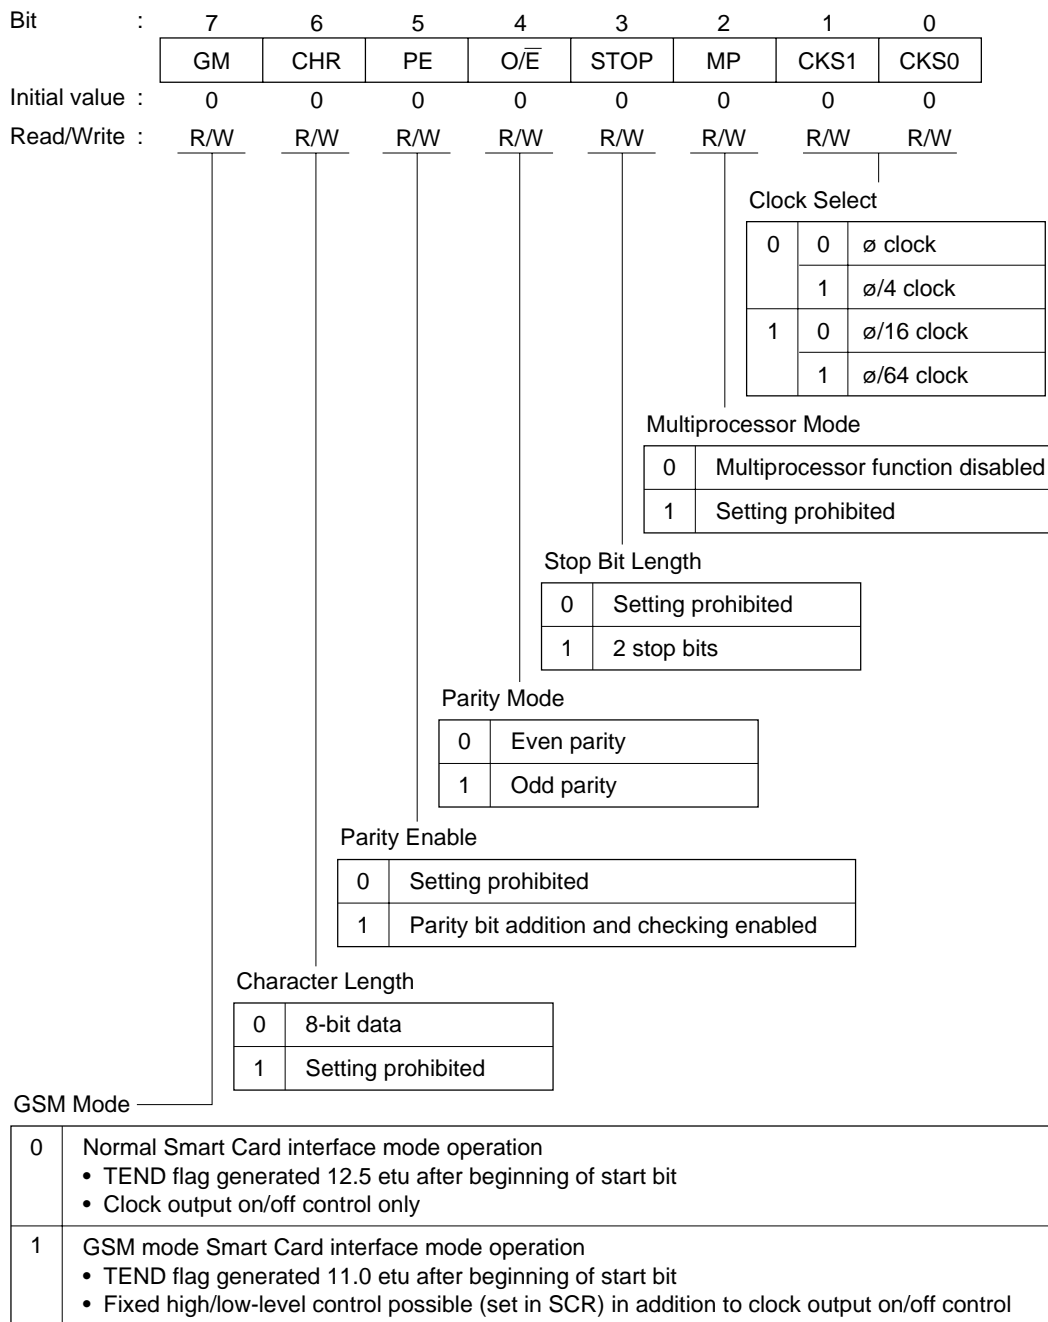 Bit : 7 6 5 4 3 2 1 0
GM CHR PE O/E̅ STOP MP CKS1 CKS0
Initial value : 0 0 0 0 0 0 0 0
Read/Write : R/W R/W R/W R/W R/W R/W R/W R/W
Clock Select
0 0 ø clock
1 ø/4 clock
1 0 ø/16 clock
1 ø/64 clock
Multiprocessor Mode
0 Multiprocessor function disabled
1 Setting prohibited
Stop Bit Length
0 Setting prohibited
1 2 stop bits
Parity Mode
0 Even parity
1 Odd parity
Parity Enable
0 Setting prohibited
1 Parity bit addition and checking enabled
Character Length
0 8-bit data
1 Setting prohibited
GSM Mode
0 Normal Smart Card interface mode operation
• TEND flag generated 12.5 etu after beginning of start bit
• Clock output on/off control only
1 GSM mode Smart Card interface mode operation
• TEND flag generated 11.0 etu after beginning of start bit
• Fixed high/low-level control possible (set in SCR) in addition to clock output on/off control